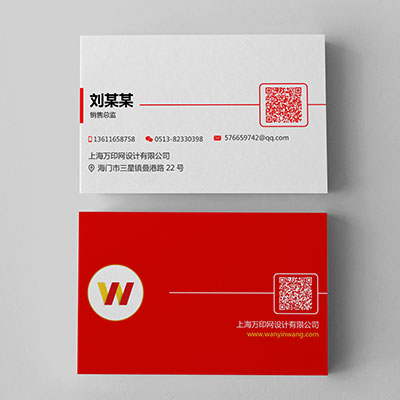 刘某某
销售总监
13611658758 0513-82330398 576659742@qq.com
上海万印网设计有限公司
海门市三星镇叠港路 22 号
W
上海万印网设计有限公司
www.wanyinwang.com